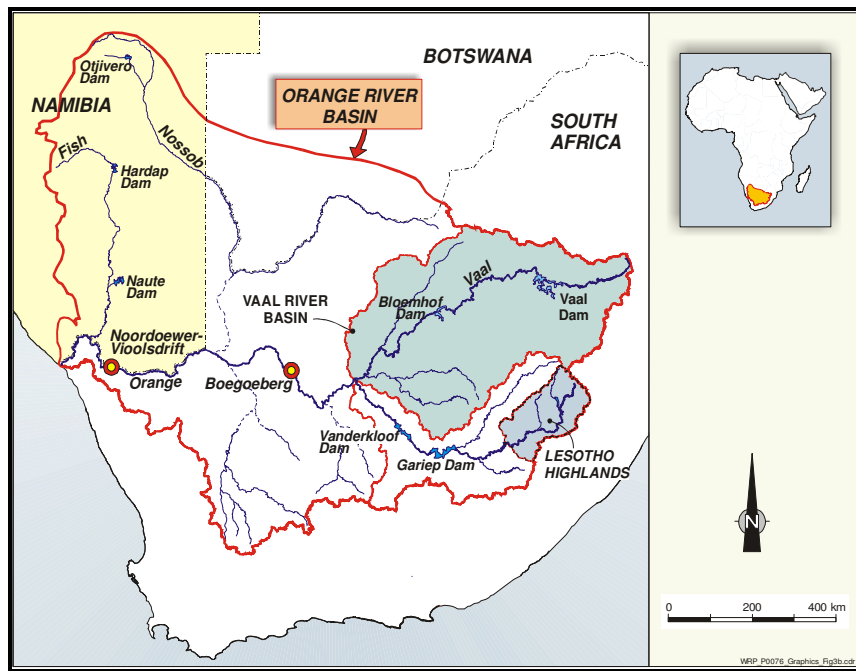 BOTSWANA
Otjivero
Dam
NAMIBIA
ORANGE RIVER
BASIN
SOUTH
AFRICA
Fish
Nossob
Hardap
Dam
Naute
Dam
VAAL RIVER
BASIN
Vaal
Bloemhof
Dam
Vaal
Dam
Noordoewer-
Vioolsdrift
Orange
Boegoeberg
Vanderkloof
Dam
Gariep Dam
LESOTHO
HIGHLANDS
N
0 200 400 km
WRP_P0076_Graphics_Fig3b.cdr